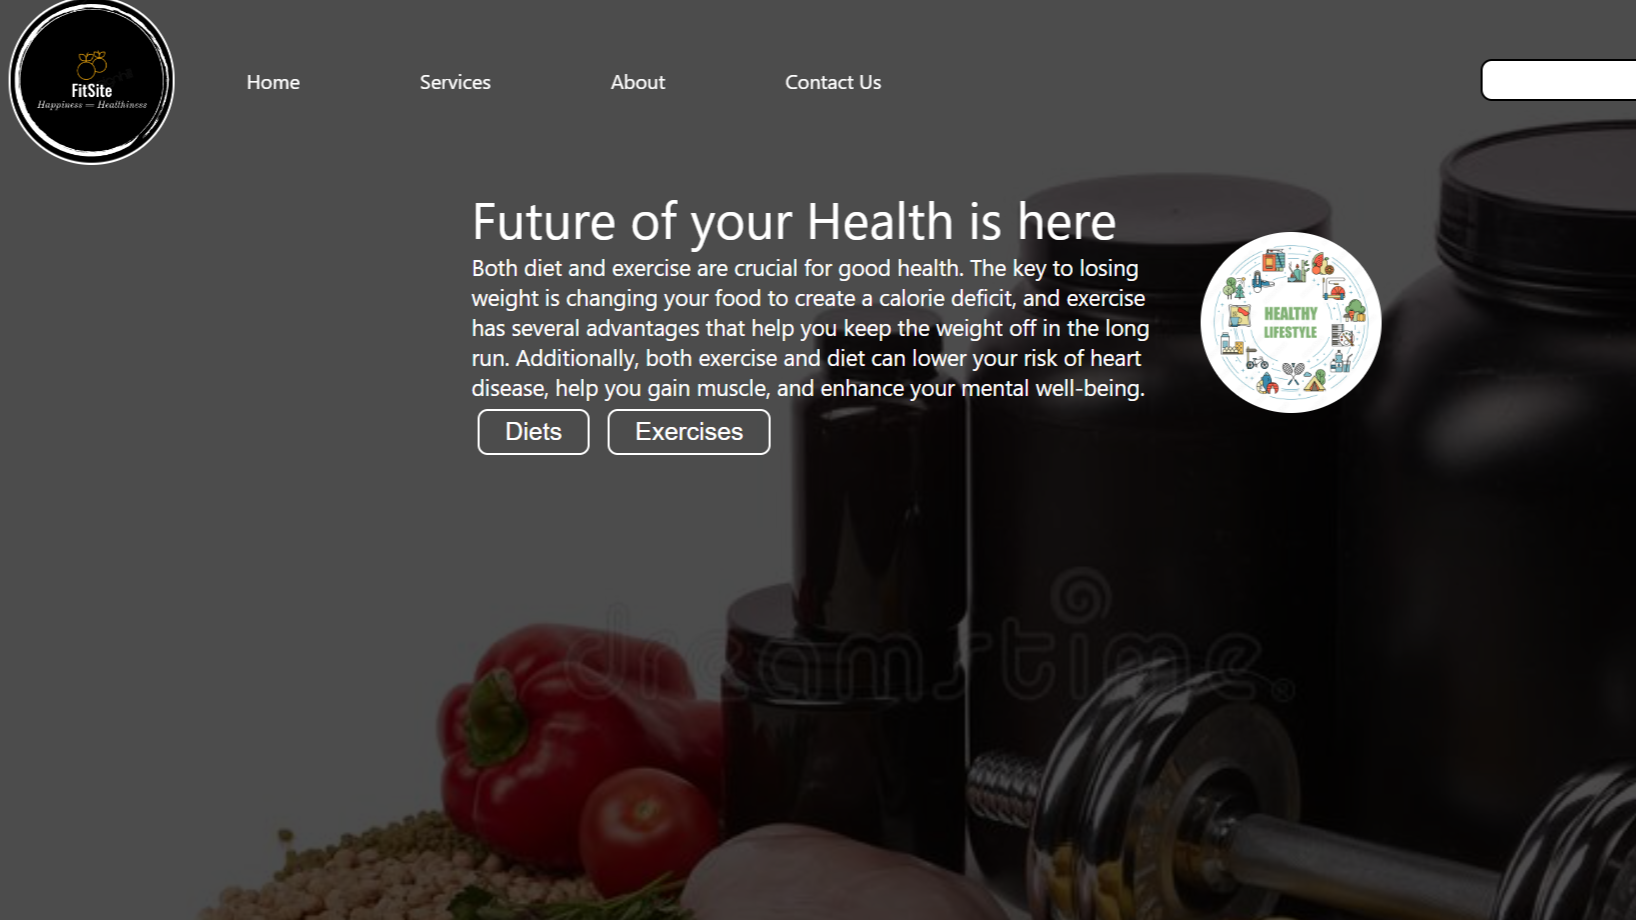 FitSite
Happiness = Healthiness
Home
Services
About
Contact Us
Future of your Health is here
Both diet and exercise are crucial for good health. The key to losing
weight is changing your food to create a calorie deficit, and exercise
has several advantages that help you keep the weight off in the long
run. Additionally, both exercise and diet can lower your risk of heart
disease, help you gain muscle, and enhance your mental well-being.
HEALTHY
LIFESTYLE
Diets
Exercises
dreamstime®